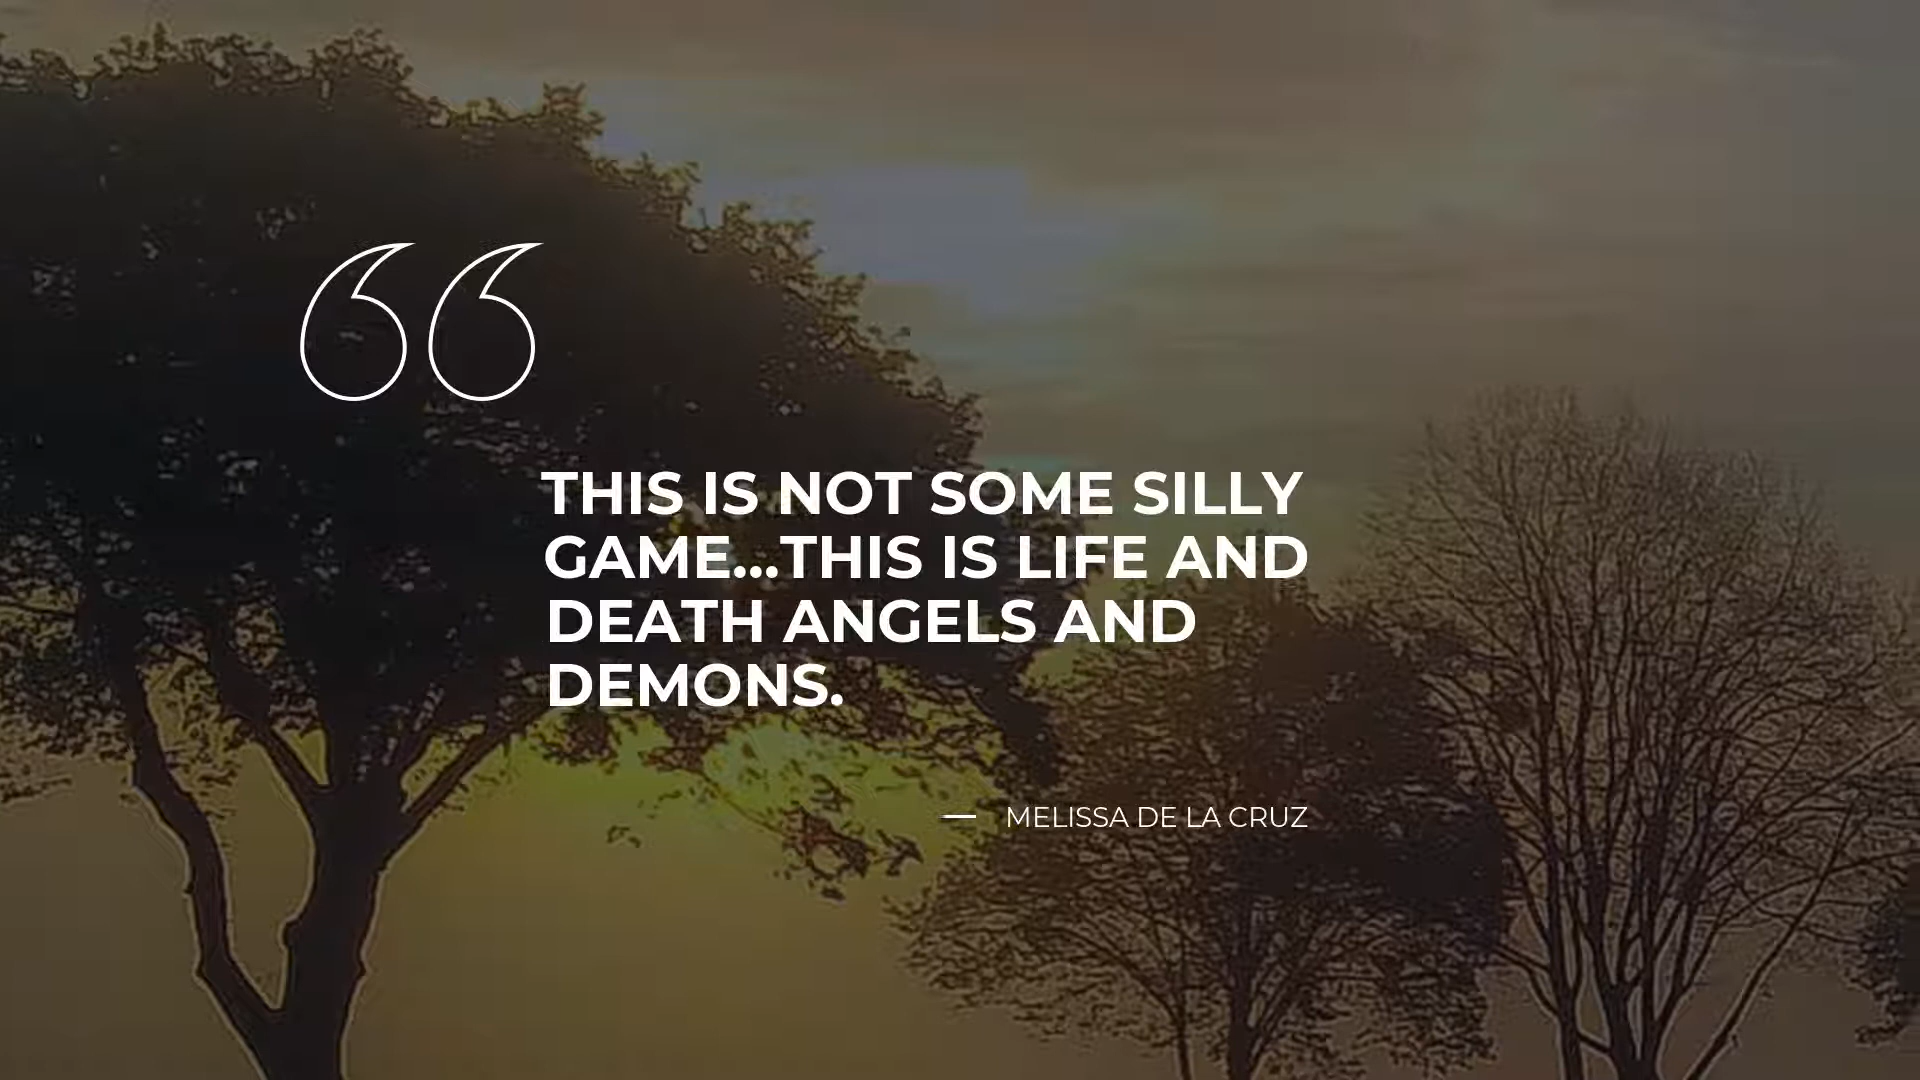 “
THIS IS NOT SOME SILLY
GAME...THIS IS LIFE AND
DEATH ANGELS AND
DEMONS.
— MELISSA DE LA CRUZ